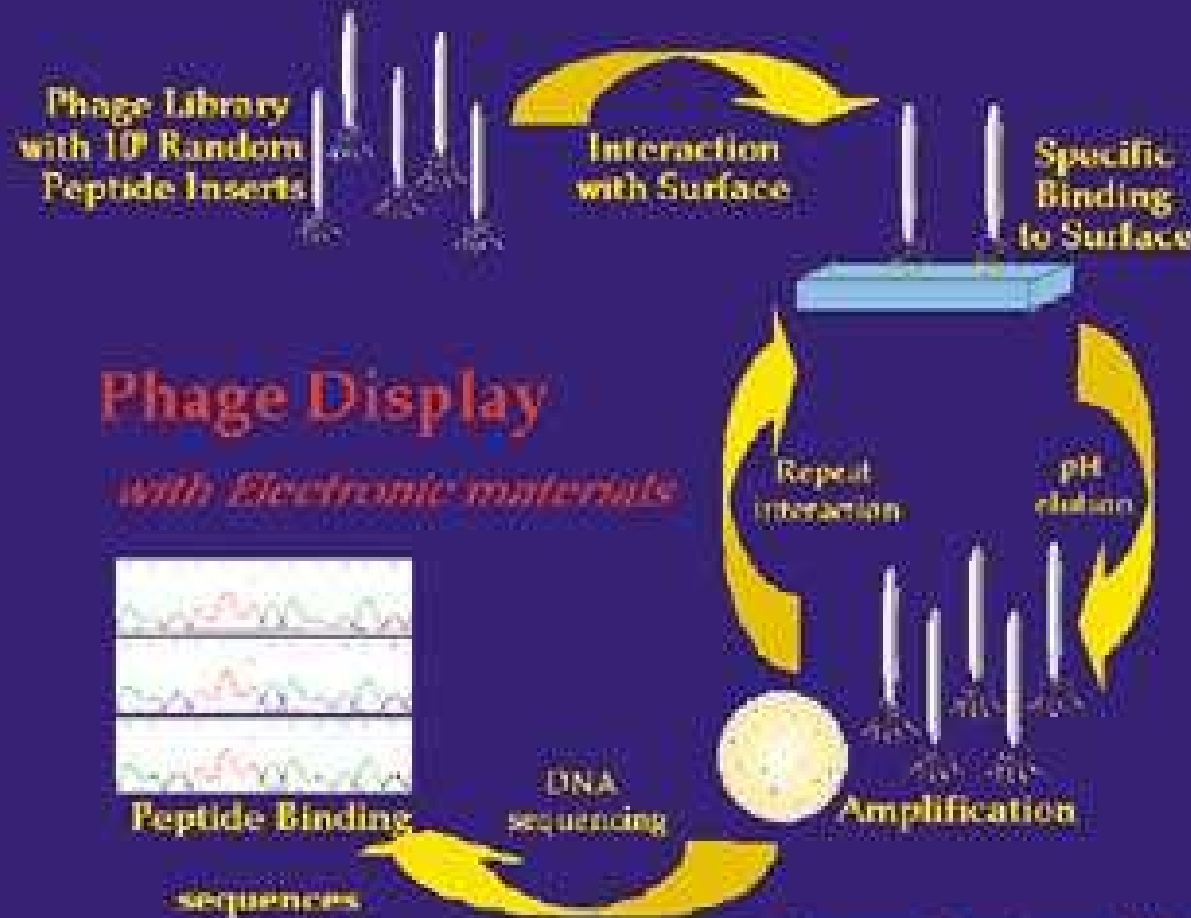 Phage Library
with 10⁹ Random
Peptide Inserts
Interaction
with Surface
Specific
Binding
to Surface
Phage Display
with Electronic materials
Repeat
interaction
pH
elution
Amplification
DNA
sequencing
Peptide Binding
sequences